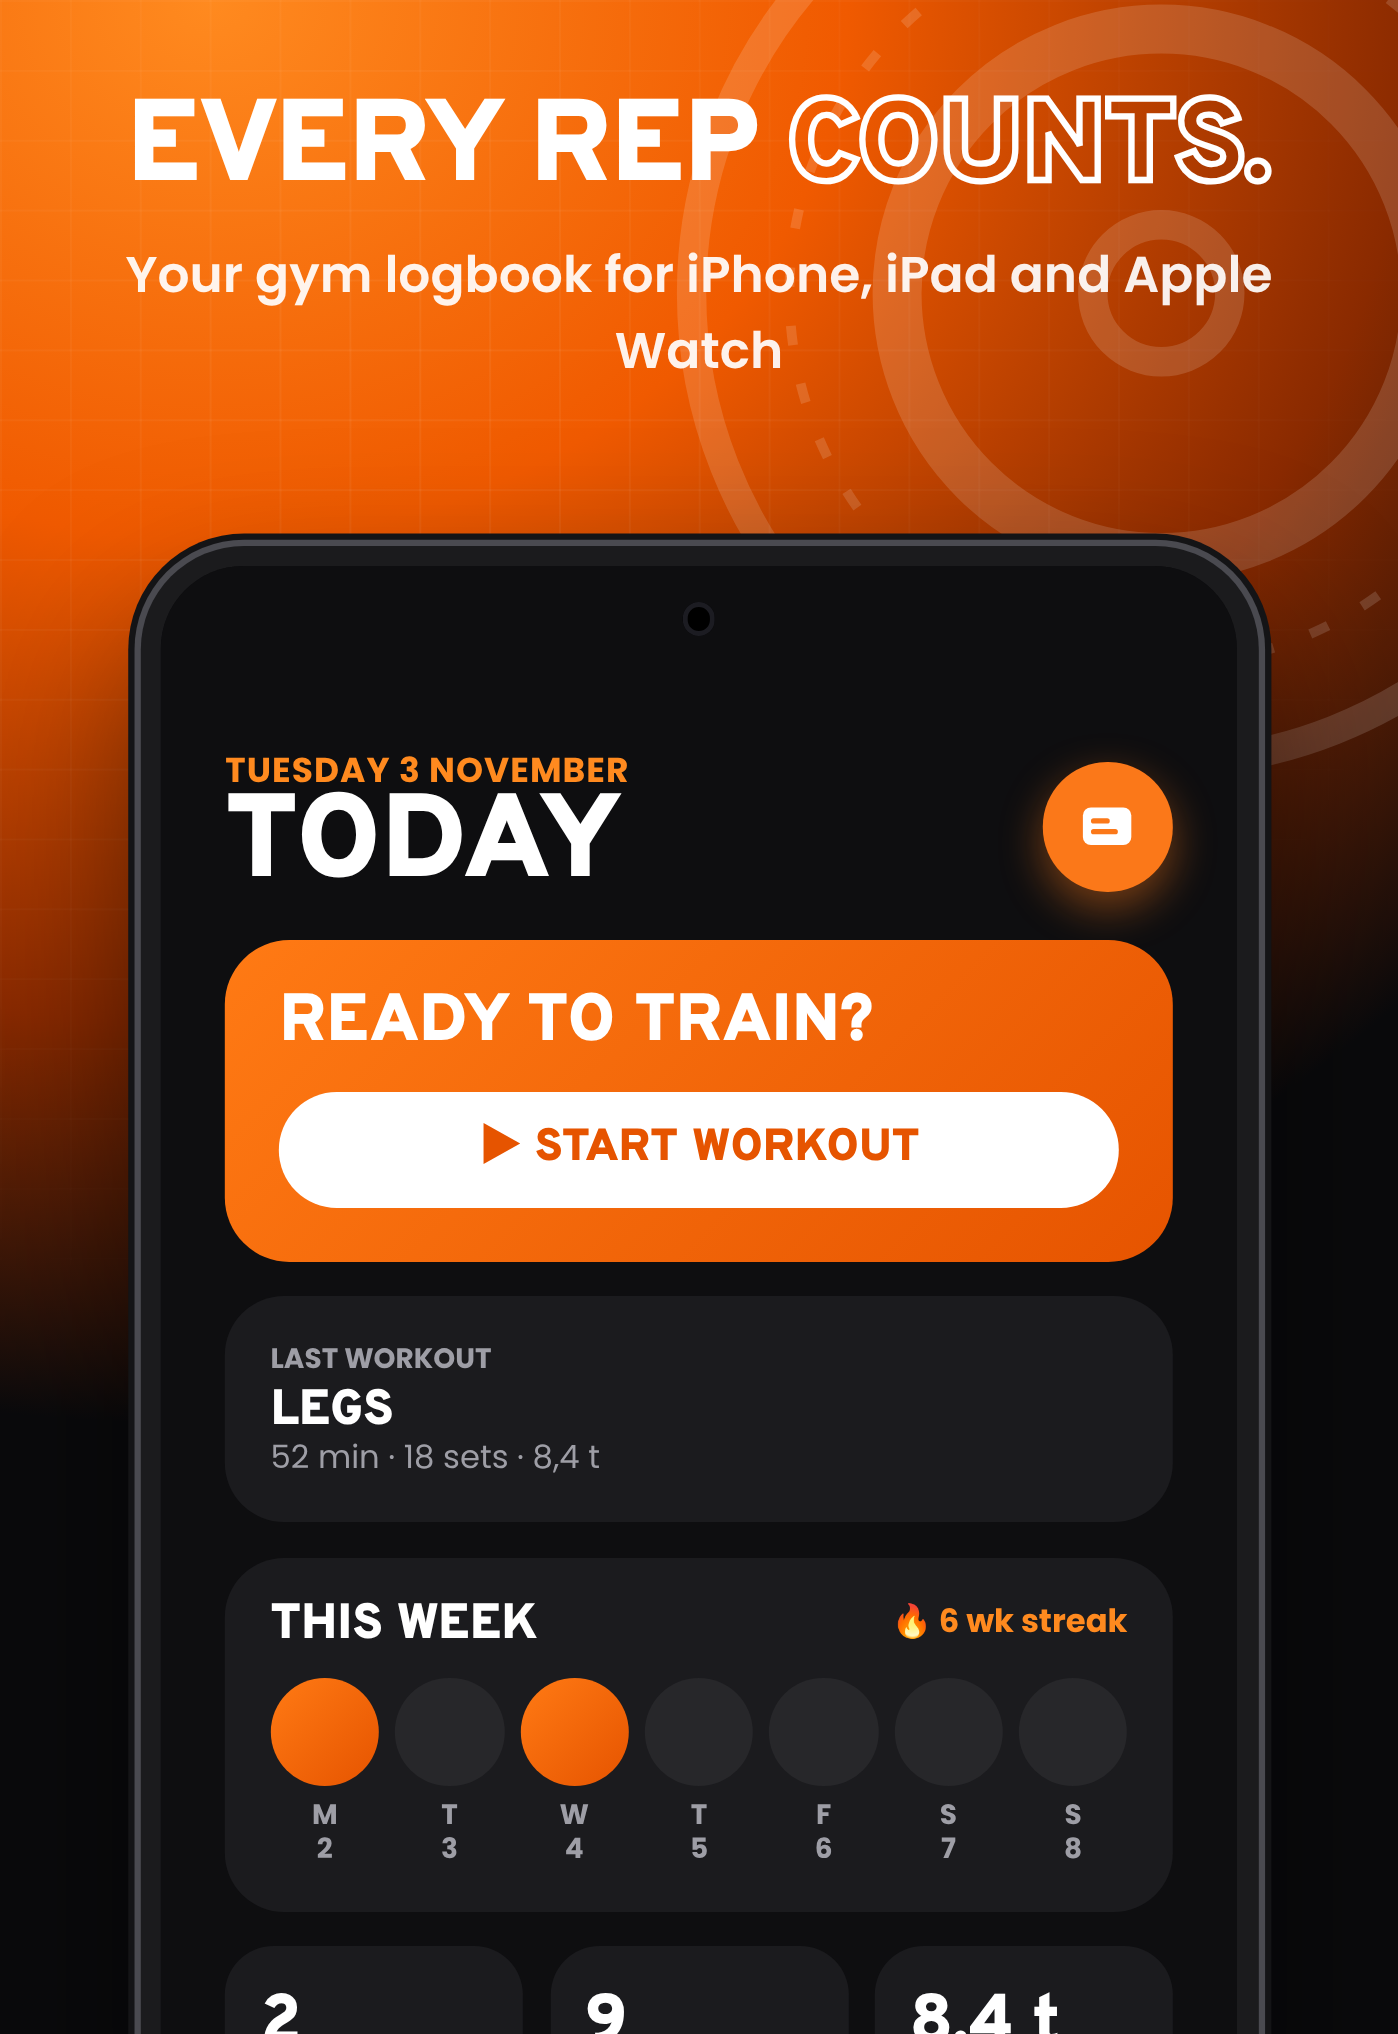 EVERY REP COUNTS.
Your gym logbook for iPhone, iPad and Apple
Watch
TUESDAY 3 NOVEMBER
TODAY
READY TO TRAIN?
START WORKOUT
LAST WORKOUT
LEGS
52 min · 18 sets · 8,4 t
THIS WEEK
🔥 6 wk streak
M T W T F S S
2 3 4 5 6 7 8
2 9 8,4 t